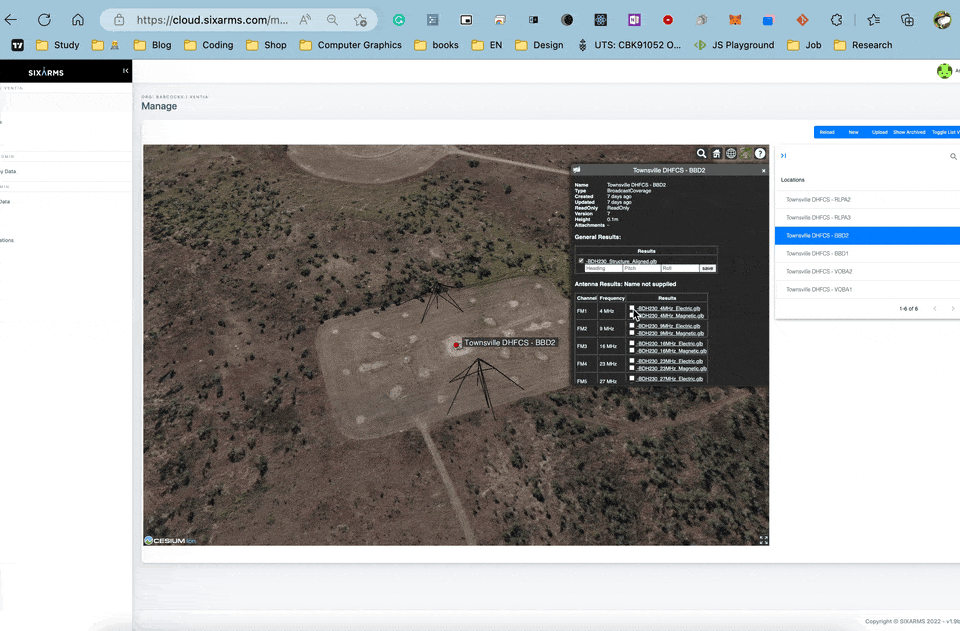 https://cloud.sixarms.com/m...
Study
Blog
Coding
Shop
Computer Graphics
books
EN
Design
UTS: CBK91052 O...
JS Playground
Job
Research
SIXARMS
Manage
Reload New Upload Show Archived Toggle List V
Townsville DHFCS - BBD2
Name Townsville DHFCS - BBD2
Type BroadcastCoverage
Created 7 days ago
Updated 7 days ago
ReadOnly ReadOnly
Version 7
Height 0.1m
Attachments -
General Results:
Results
-BDH230_Structure_Aligned.glb
Heading Pitch Roll SAVE
Antenna Results: Name not supplied
Channel Frequency Results
FM1 4 MHz
-BDH230_4MHz_Electric.glb
-BDH230_4MHz_Magnetic.glb
FM2 9 MHz
-BDH230_9MHz_Electric.glb
-BDH230_9MHz_Magnetic.glb
FM3 16 MHz
-BDH230_16MHz_Electric.glb
-BDH230_16MHz_Magnetic.glb
FM4 23 MHz
-BDH230_23MHz_Electric.glb
-BDH230_23MHz_Magnetic.glb
FM5 27 MHz
-BDH230_27MHz_Electric.glb
Townsville DHFCS - BBD2
CESIUM ion
Locations
Townsville DHFCS - RLPA2
Townsville DHFCS - RLPA3
Townsville DHFCS - BBD2
Townsville DHFCS - BBD1
Townsville DHFCS - VOBA2
Townsville DHFCS - VOBA1
1-6 of 6
Copyright © SIXARMS 2022 - v1.9b